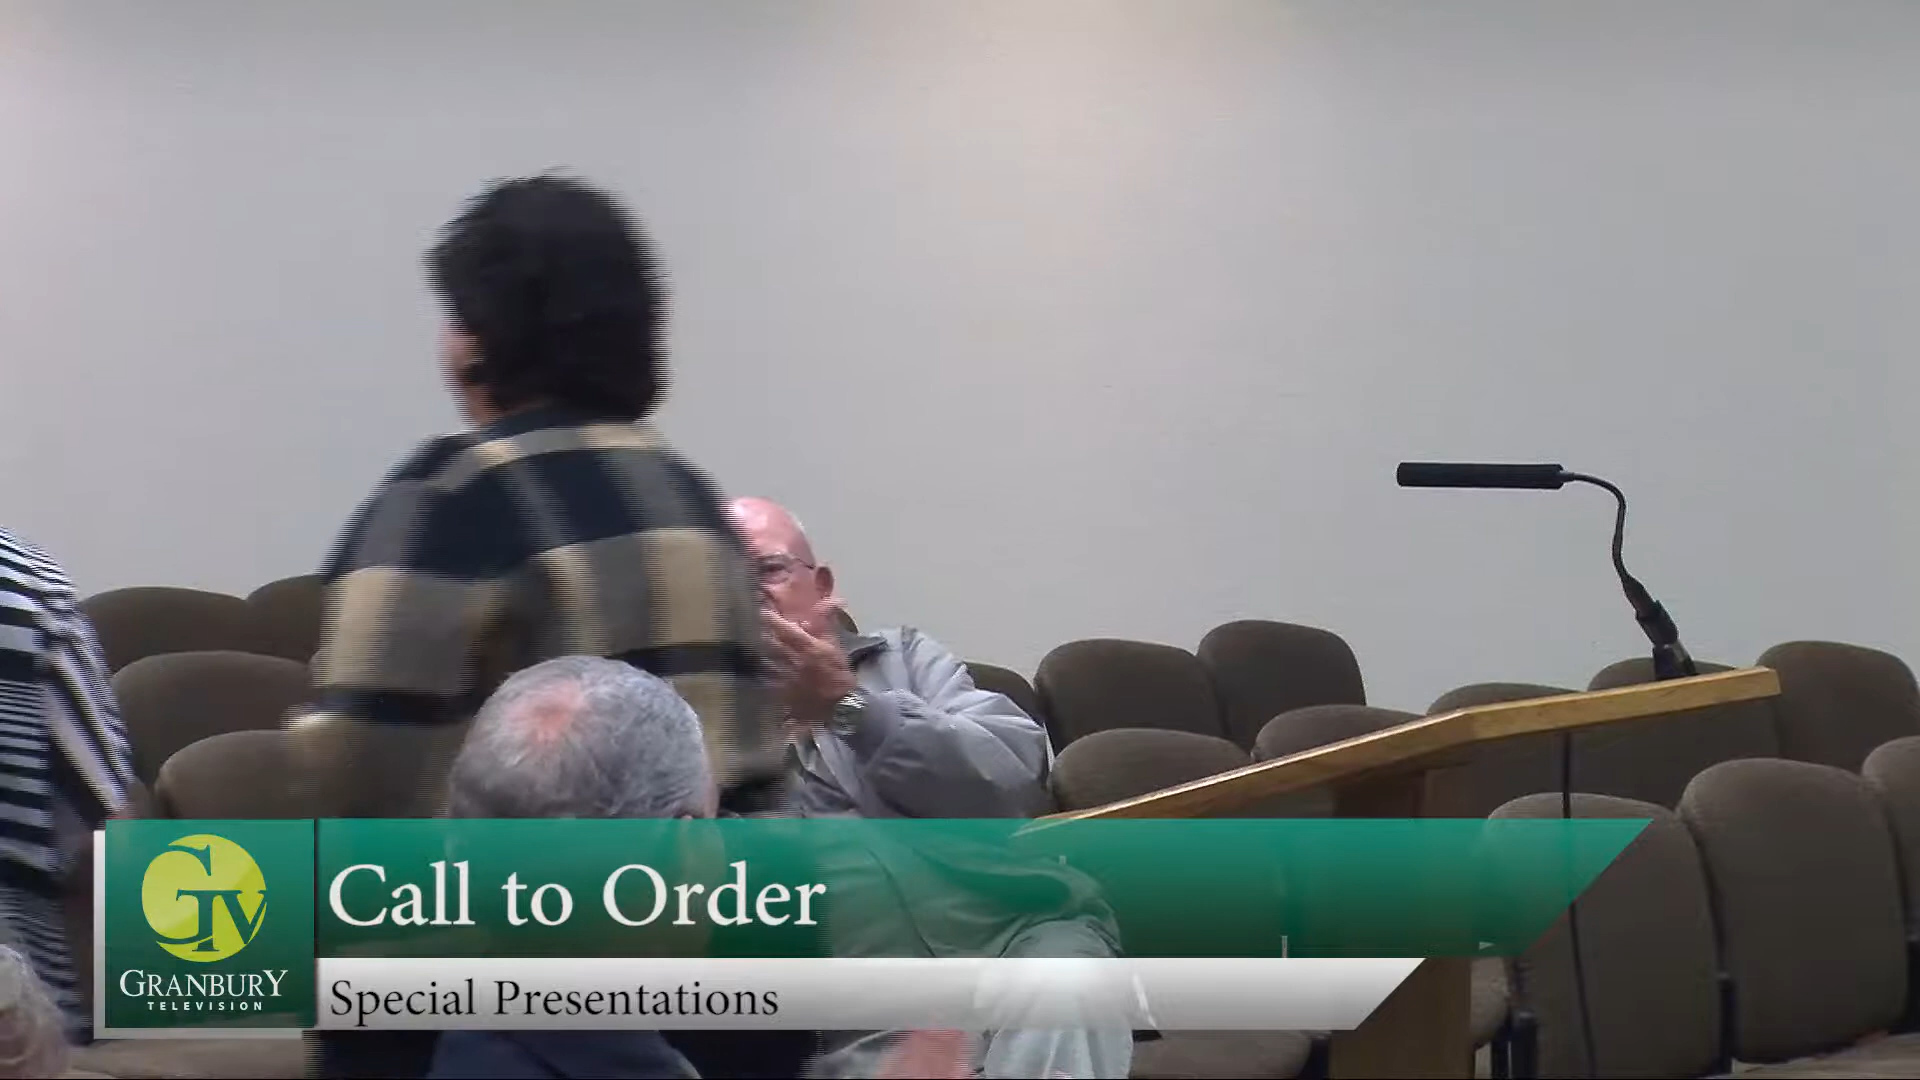 Call to Order
GTV
GRANBURY
TELEVISION
Special Presentations